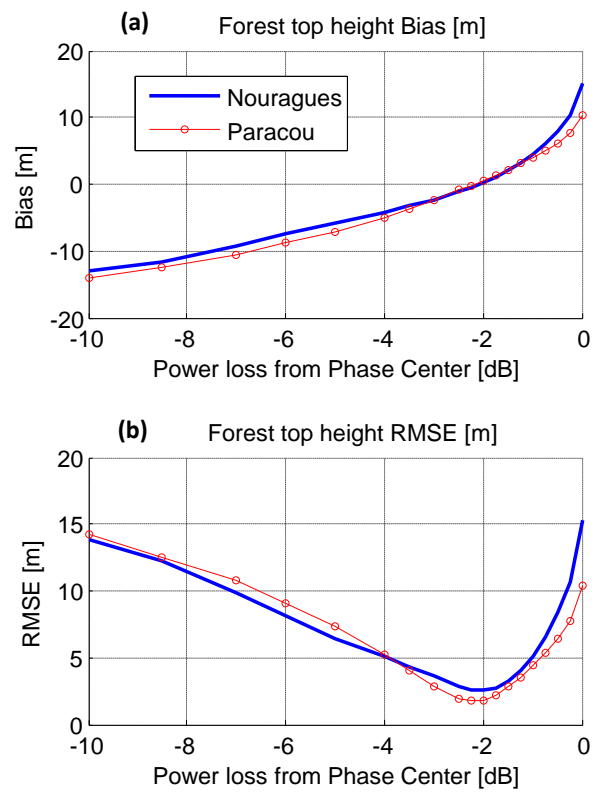 (a) Forest top height Bias [m]
20
10
0
-10
-20
Bias [m]
Nouragues
Paracou
-10 -8 -6 -4 -2 0
Power loss from Phase Center [dB]
(b) Forest top height RMSE [m]
20
15
10
5
0
RMSE [m]
-10 -8 -6 -4 -2 0
Power loss from Phase Center [dB]